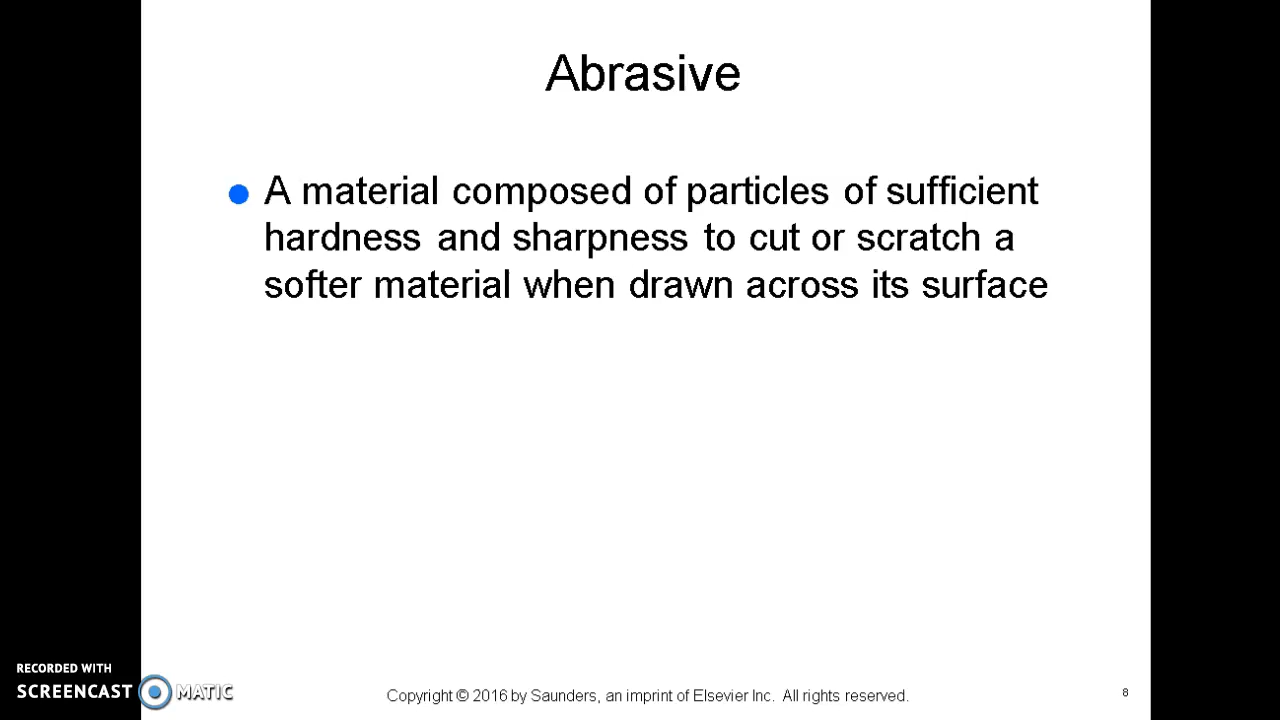 Abrasive
A material composed of particles of sufficient
hardness and sharpness to cut or scratch a
softer material when drawn across its surface
RECORDED WITH
SCREENCAST MATIC
Copyright © 2016 by Saunders, an imprint of Elsevier Inc. All rights reserved.
8